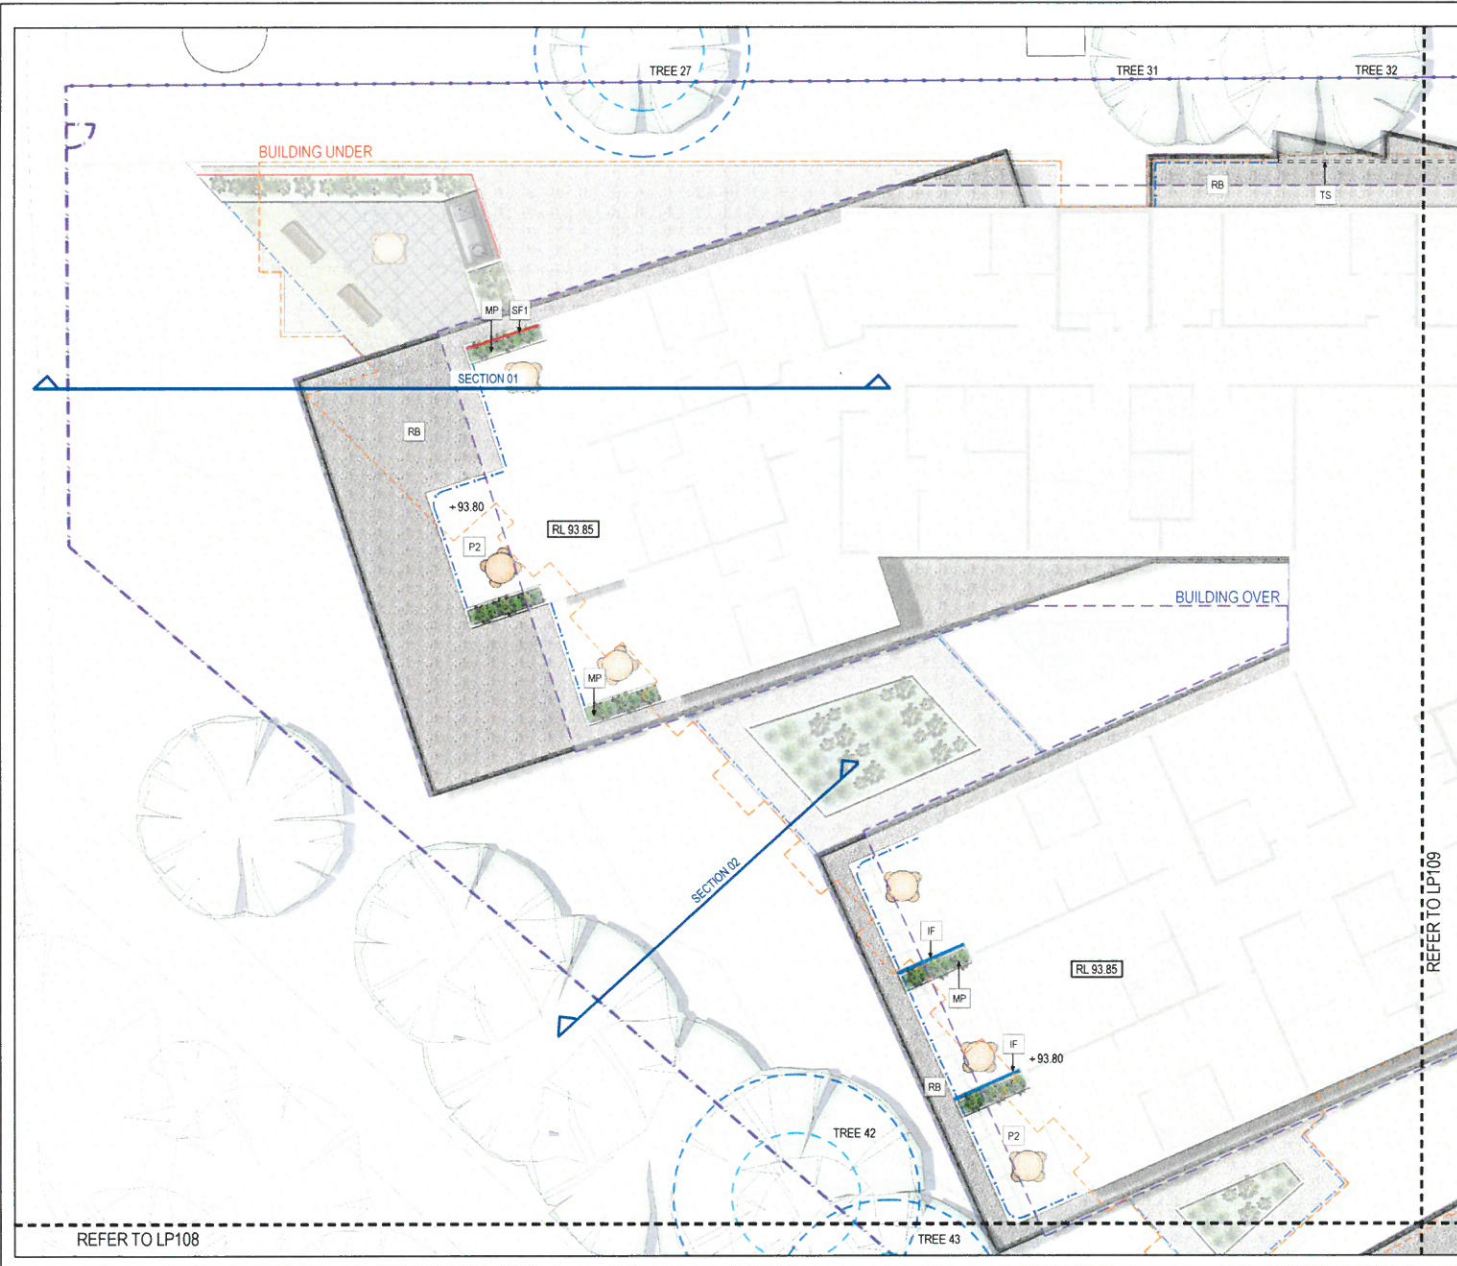 TREE 27
TREE 31
TREE 32
BUILDING UNDER
RB
TS
MP
SF1
SECTION 01
RB
+93.80
RL 93.85
P2
BUILDING OVER
MP
SECTION 02
REFER TO LP109
IF
RL 93.85
MP
IF
+93.80
RB
TREE 42
P2
REFER TO LP108
TREE 43